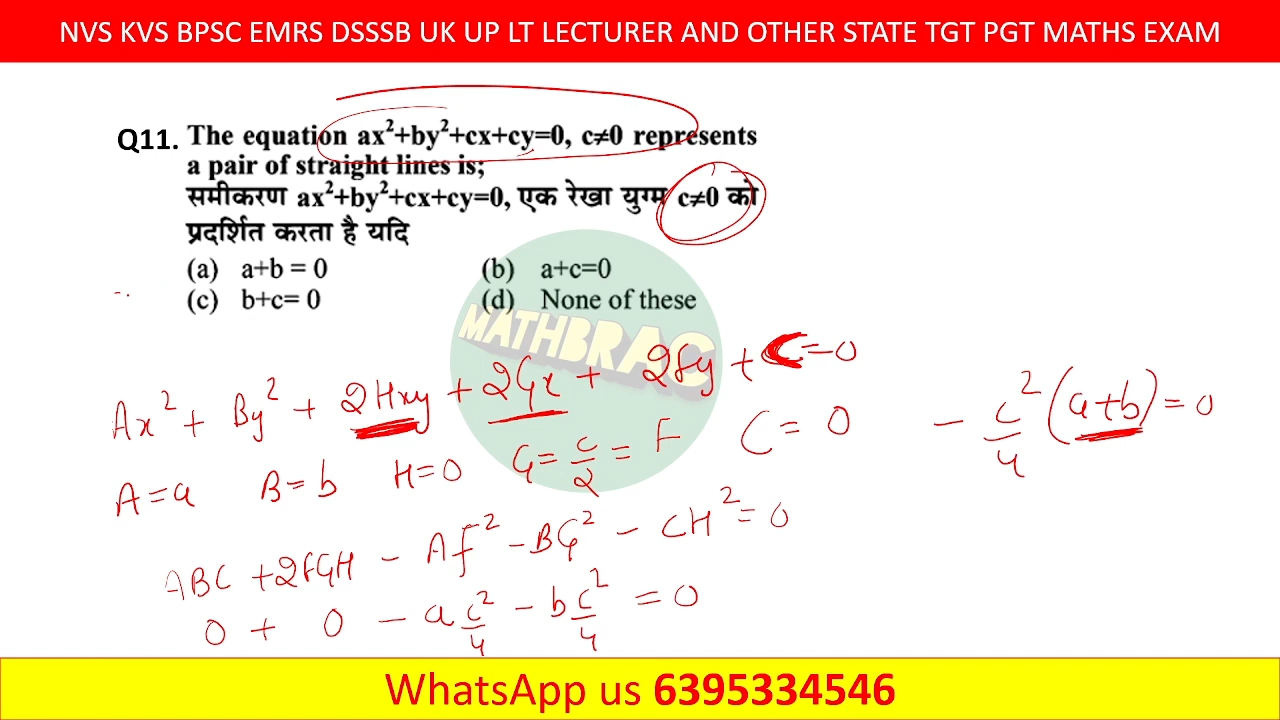 NVS KVS BPSC EMRS DSSSB UK UP LT LECTURER AND OTHER STATE TGT PGT MATHS EXAM
Q11. The equation ax²+by²+cx+cy=0, c≠0 represents
a pair of straight lines is;
समीकरण ax²+by²+cx+cy=0, एक रेखा युग्म c≠0 को
प्रदर्शित करता है यदि
(a) a+b = 0 (b) a+c=0
(c) b+c= 0 (d) None of these
MATHBRAC
Ax² + By² + 2Hxy + 2Gx + 2fy + C=0
A=a B=b H=0 G= c/2 = F C= 0
- c²/4 (a+b)=0
ABC +2FGH - Af² - BG² - CH² = 0
0 + 0 - a c²/4 - b c²/4 = 0
WhatsApp us 6395334546